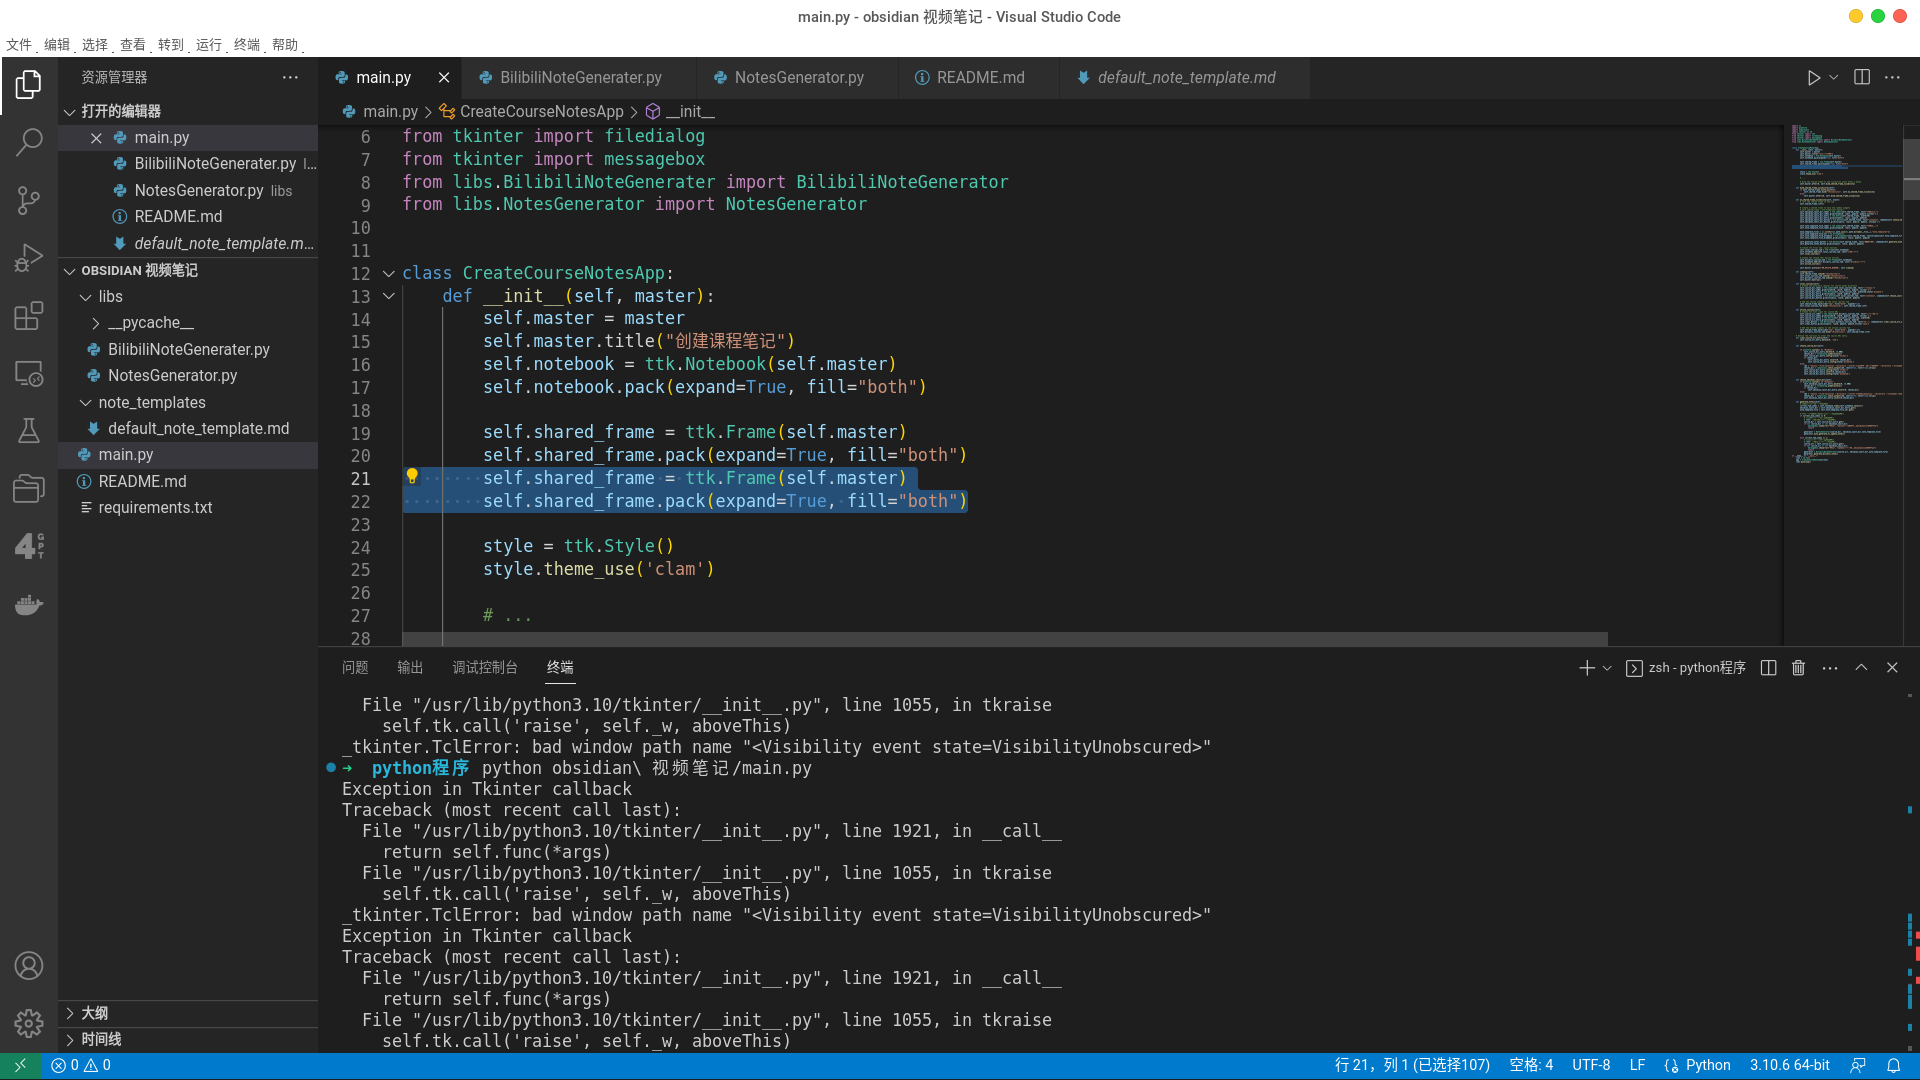 main.py - obsidian 视频笔记 - Visual Studio Code
文件 编辑 选择 查看 转到 运行 终端 帮助
资源管理器
打开的编辑器
main.py
BilibiliNoteGenerater.py l...
NotesGenerator.py libs
README.md
default_note_template.m...
OBSIDIAN 视频笔记
libs
__pycache__
BilibiliNoteGenerater.py
NotesGenerator.py
note_templates
default_note_template.md
main.py
README.md
requirements.txt
大纲
时间线
main.py BilibiliNoteGenerater.py NotesGenerator.py README.md default_note_template.md
main.py > CreateCourseNotesApp > __init__
6 from tkinter import filedialog
7 from tkinter import messagebox
8 from libs.BilibiliNoteGenerater import BilibiliNoteGenerator
9 from libs.NotesGenerator import NotesGenerator
10
11
12 class CreateCourseNotesApp:
13     def __init__(self, master):
14         self.master = master
15         self.master.title("创建课程笔记")
16         self.notebook = ttk.Notebook(self.master)
17         self.notebook.pack(expand=True, fill="both")
18
19         self.shared_frame = ttk.Frame(self.master)
20         self.shared_frame.pack(expand=True, fill="both")
21         self.shared_frame = ttk.Frame(self.master)
22         self.shared_frame.pack(expand=True, fill="both")
23
24         style = ttk.Style()
25         style.theme_use('clam')
26
27         # ...
28
问题 输出 调试控制台 终端
zsh - python程序
  File "/usr/lib/python3.10/tkinter/__init__.py", line 1055, in tkraise
    self.tk.call('raise', self._w, aboveThis)
_tkinter.TclError: bad window path name "<Visibility event state=VisibilityUnobscured>"
➜  python程序 python obsidian\ 视频笔记/main.py
Exception in Tkinter callback
Traceback (most recent call last):
  File "/usr/lib/python3.10/tkinter/__init__.py", line 1921, in __call__
    return self.func(*args)
  File "/usr/lib/python3.10/tkinter/__init__.py", line 1055, in tkraise
    self.tk.call('raise', self._w, aboveThis)
_tkinter.TclError: bad window path name "<Visibility event state=VisibilityUnobscured>"
Exception in Tkinter callback
Traceback (most recent call last):
  File "/usr/lib/python3.10/tkinter/__init__.py", line 1921, in __call__
    return self.func(*args)
  File "/usr/lib/python3.10/tkinter/__init__.py", line 1055, in tkraise
    self.tk.call('raise', self._w, aboveThis)
4 GPT
0 0
行 21，列 1 (已选择107) 空格: 4 UTF-8 LF Python 3.10.6 64-bit